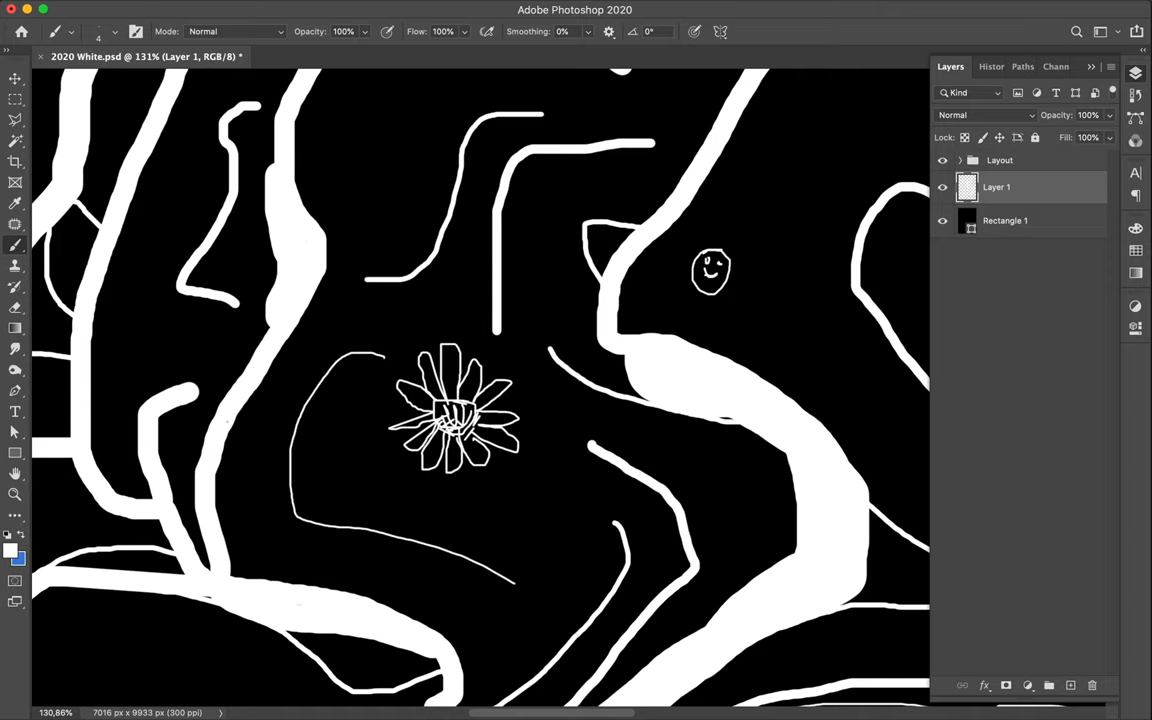 Adobe Photoshop 2020
4 Mode: Normal Opacity: 100% Flow: 100% Smoothing: 0% 0°
2020 White.psd @ 131% (Layer 1, RGB/8) *
Layers Histor Paths Chann
Kind
Normal Opacity: 100%
Lock: Fill: 100%
Layout
Layer 1
Rectangle 1
fx
130,86% 7016 px x 9933 px (300 ppi)